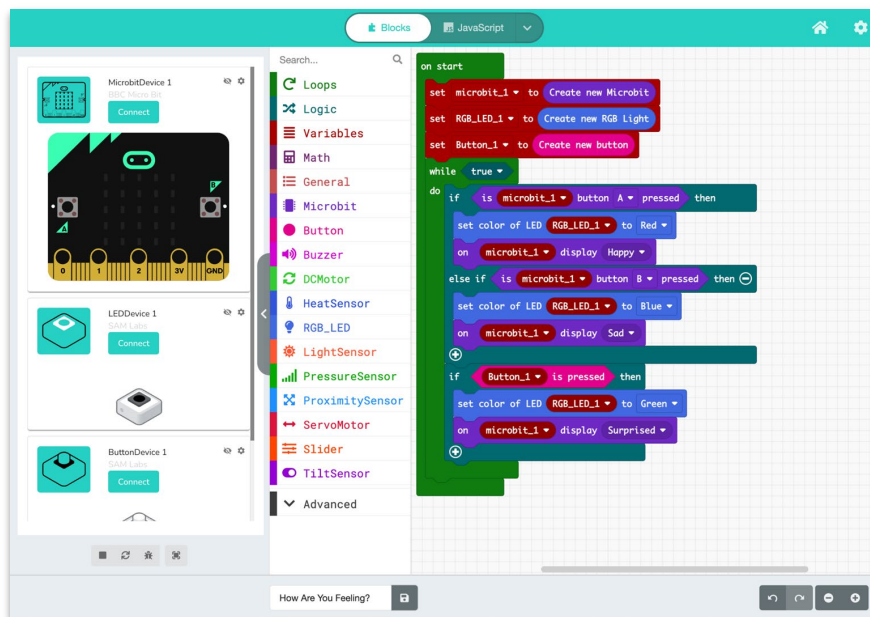 Blocks
JavaScript
MicrobitDevice 1
BBC Micro Bit
Connect
B
A
0 1 2 3V GND
LEDDevice 1
SAM Labs
Connect
ButtonDevice 1
SAM Labs
Connect
Search...
Loops
Logic
Variables
Math
General
Microbit
Button
Buzzer
DCMotor
HeatSensor
RGB_LED
LightSensor
PressureSensor
ProximitySensor
ServoMotor
Slider
TiltSensor
Advanced
on start
set microbit_1 to Create new Microbit
set RGB_LED_1 to Create new RGB Light
set Button_1 to Create new button
while true
do if is microbit_1 button A pressed then
set color of LED RGB_LED_1 to Red
on microbit_1 display Happy
else if is microbit_1 button B pressed then
set color of LED RGB_LED_1 to Blue
on microbit_1 display Sad
if Button_1 is pressed then
set color of LED RGB_LED_1 to Green
on microbit_1 display Surprised
How Are You Feeling?